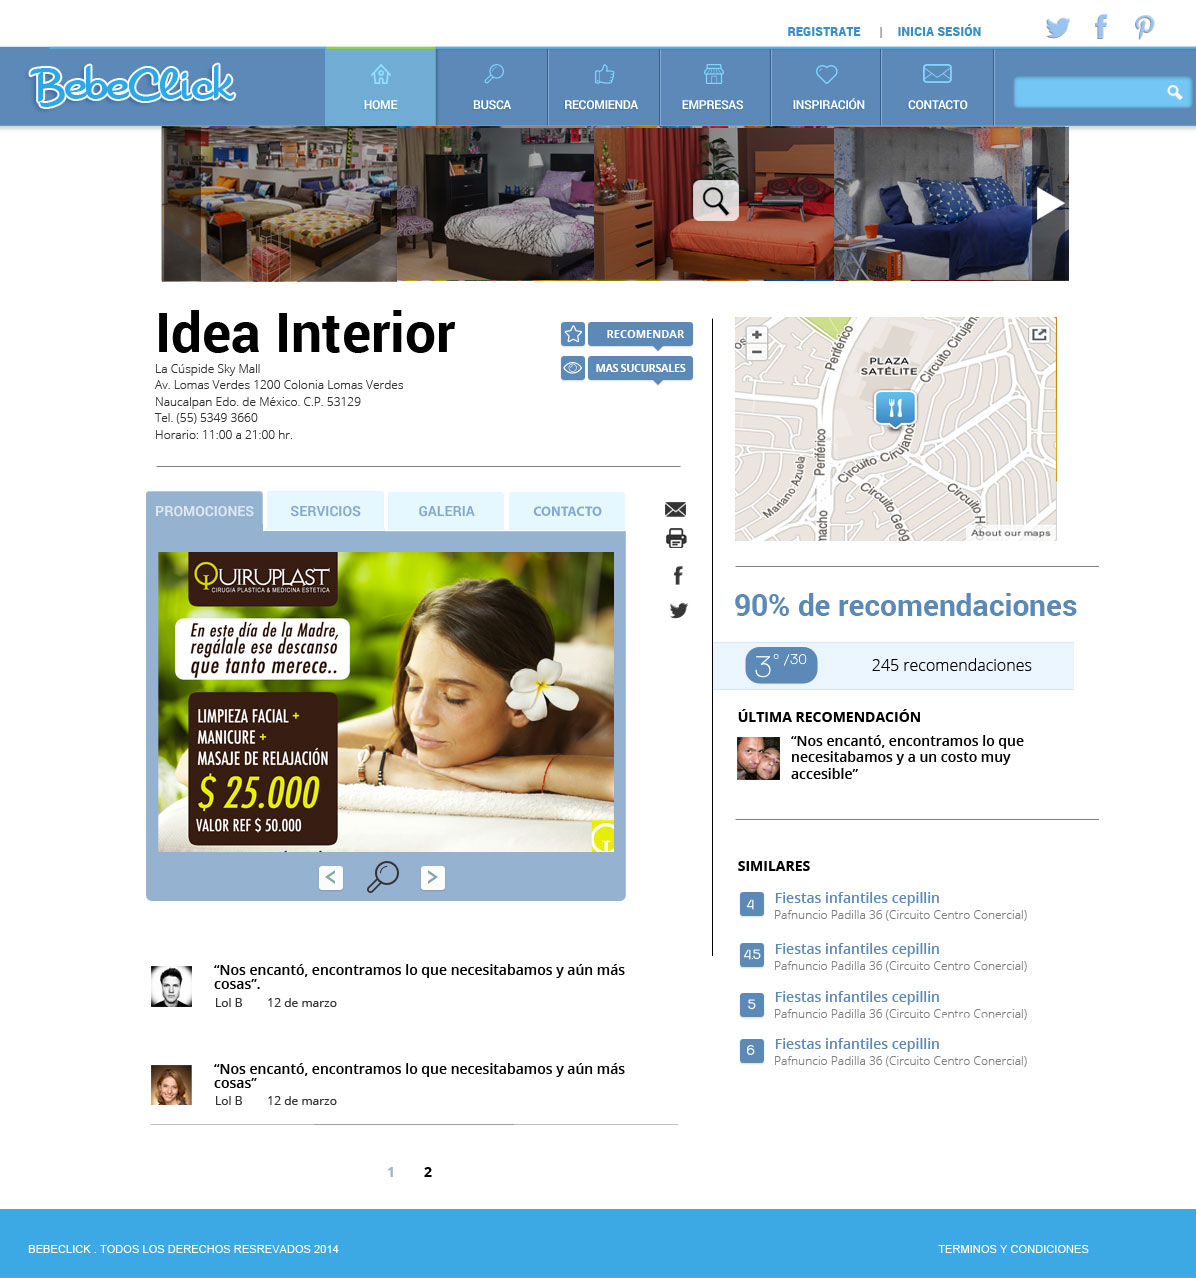 REGISTRATE | INICIA SESIÓN
BebeClick
HOME
BUSCA
RECOMIENDA
EMPRESAS
INSPIRACIÓN
CONTACTO
Idea Interior
La Cúspide Sky Mall
Av. Lomas Verdes 1200 Colonia Lomas Verdes
Naucalpan Edo. de México. C.P. 53129
Tel. (55) 5349 3660
Horario: 11:00 a 21:00 hr.
RECOMENDAR
MAS SUCURSALES
PROMOCIONES
SERVICIOS
GALERIA
CONTACTO
QUIRUPLAST
CIRUGIA PLASTICA & MEDICINA ESTETICA
En este día de la Madre,
regálale ese descanso
que tanto merece..
LIMPIEZA FACIAL +
MANICURE +
MASAJE DE RELAJACIÓN
$ 25.000
VALOR REF $ 50.000
< >
“Nos encantó, encontramos lo que necesitabamos y aún más
cosas”.
Lol B 12 de marzo
“Nos encantó, encontramos lo que necesitabamos y aún más
cosas”
Lol B 12 de marzo
1 2
+
−
Periférico
PLAZA
SATÉLITE
Circuito Cirujanos
Circuito Cirujanos
Mariano Azuela
Periférico
macho
Circuito Geóg
Circuito H
About our maps
90% de recomendaciones
3° /30
245 recomendaciones
ÚLTIMA RECOMENDACIÓN
“Nos encantó, encontramos lo que
necesitabamos y a un costo muy
accesible”
SIMILARES
4 Fiestas infantiles cepillin
Pafnuncio Padilla 36 (Circuito Centro Comercial)
4.5 Fiestas infantiles cepillin
Pafnuncio Padilla 36 (Circuito Centro Comercial)
5 Fiestas infantiles cepillin
Pafnuncio Padilla 36 (Circuito Centro Comercial)
6 Fiestas infantiles cepillin
Pafnuncio Padilla 36 (Circuito Centro Comercial)
BEBECLICK . TODOS LOS DERECHOS RESREVADOS 2014
TERMINOS Y CONDICIONES